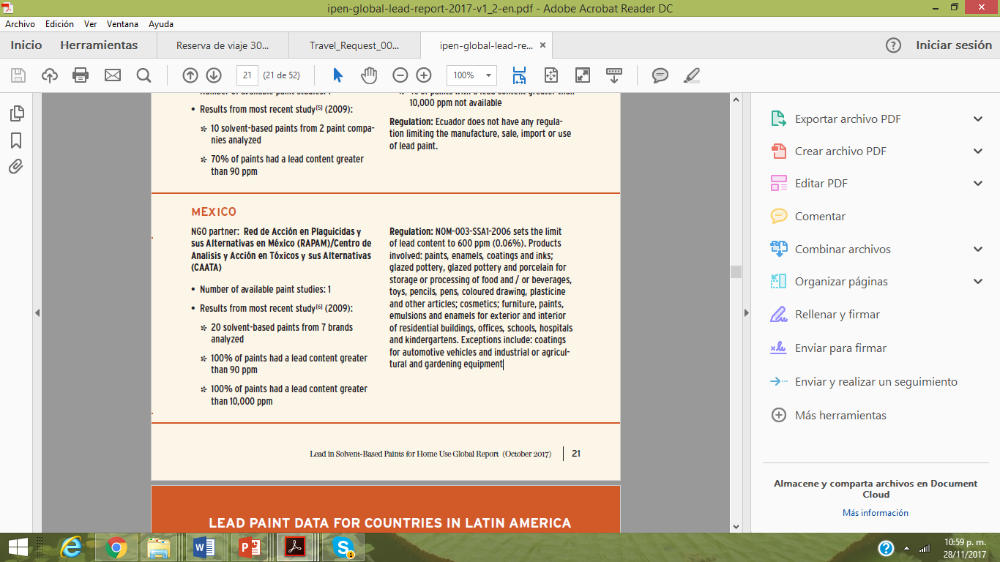 ipen-global-lead-report-2017-v1_2-en.pdf - Adobe Acrobat Reader DC
Archivo Edición Ver Ventana Ayuda
Inicio Herramientas Reserva de viaje 30... Travel_Request_00... ipen-global-lead-re... × ? Iniciar sesión
21 (21 de 52) 100%
Number of available paint studies: 1
• Results from most recent study[5] (2009):
10 solvent-based paints from 2 paint compa-
nies analyzed
70% of paints had a lead content greater
than 90 ppm
% of paints with a lead content greater than
10,000 ppm not available
Regulation: Ecuador does not have any regula-
tion limiting the manufacture, sale, import or use
of lead paint.
MEXICO
NGO partner: Red de Acción en Plaguicidas y
sus Alternativas en México (RAPAM)/Centro de
Analisis y Acción en Tóxicos y sus Alternativas
(CAATA)
• Number of available paint studies: 1
• Results from most recent study[6] (2009):
20 solvent-based paints from 7 brands
analyzed
100% of paints had a lead content greater
than 90 ppm
100% of paints had a lead content greater
than 10,000 ppm
Regulation: NOM-003-SSA1-2006 sets the limit
of lead content to 600 ppm (0.06%). Products
involved: paints, enamels, coatings and inks;
glazed pottery, glazed pottery and porcelain for
storage or processing of food and / or beverages,
toys, pencils, pens, coloured drawing, plasticine
and other articles; cosmetics; furniture, paints,
emulsions and enamels for exterior and interior
of residential buildings, offices, schools, hospitals
and kindergartens. Exceptions include: coatings
for automotive vehicles and industrial or agricul-
tural and gardening equipment
Lead in Solvent-Based Paints for Home Use Global Report (October 2017) 21
LEAD PAINT DATA FOR COUNTRIES IN LATIN AMERICA
Exportar archivo PDF
Crear archivo PDF
Editar PDF
Comentar
Combinar archivos
Organizar páginas
Rellenar y firmar
Enviar para firmar
Enviar y realizar un seguimiento
Más herramientas
Almacene y comparta archivos en Document
Cloud
Más información
10:59 p. m.
28/11/2017